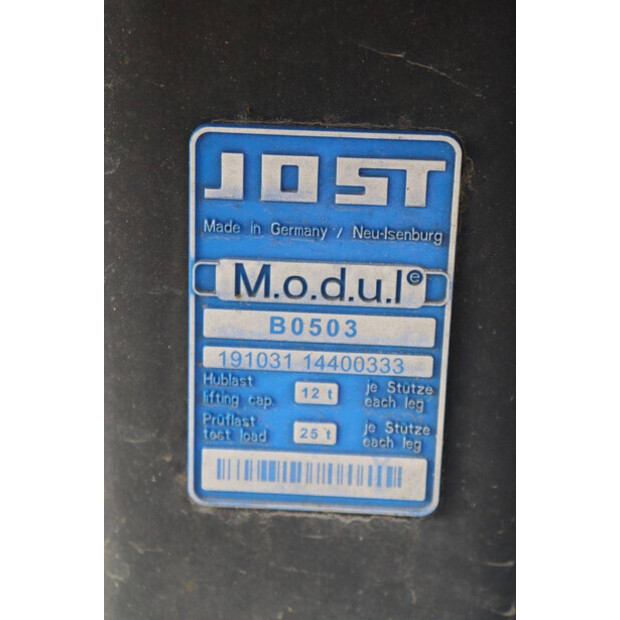 JOST
Made in Germany / Neu-Isenburg
M.o.d.u.l e
B0503
191031 14400333
Hublast 12 t je Stütze
lifting cap. each leg
Prüflast 25 t je Stütze
test load each leg